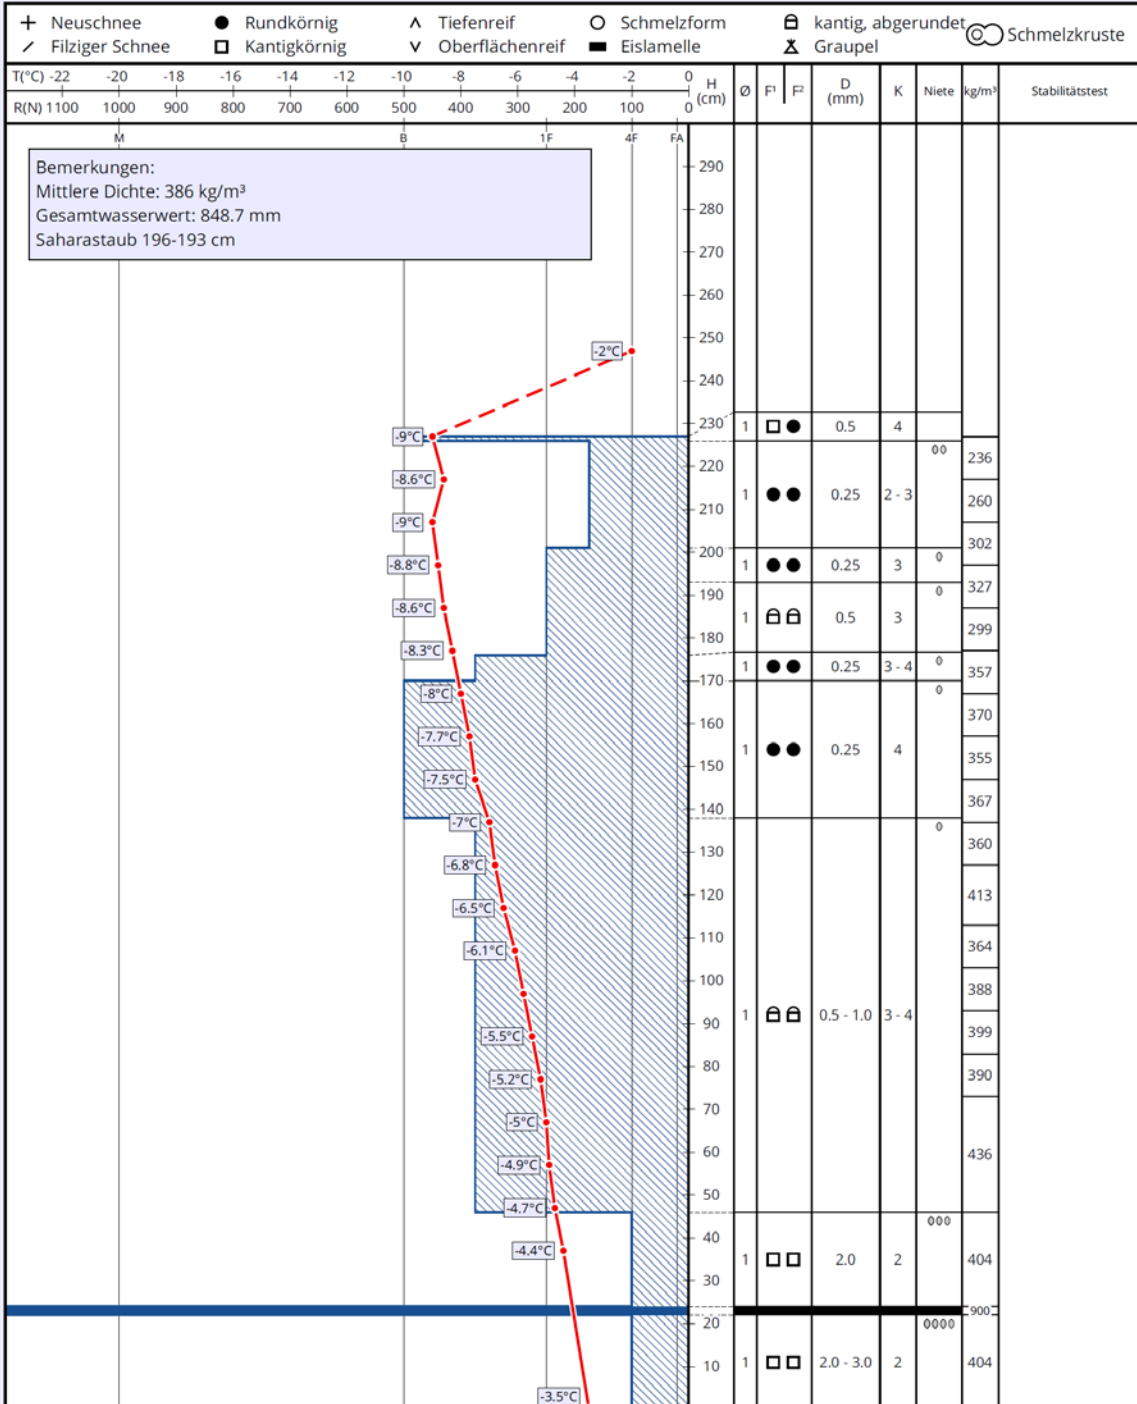 Neuschnee Rundkörnig Tiefenreif Schmelzform kantig, abgerundet Schmelzkruste
Filziger Schnee Kantigkörnig Oberflächenreif Eislamelle Graupel
T(°C) -22 -20 -18 -16 -14 -12 -10 -8 -6 -4 -2 0
R(N) 1100 1000 900 800 700 600 500 400 300 200 100 0
H (cm) Ø F¹ F² D (mm) K Niete kg/m³ Stabilitätstest
M B 1F 4F FA
Bemerkungen:
Mittlere Dichte: 386 kg/m³
Gesamtwasserwert: 848.7 mm
Saharastaub 196-193 cm
290
280
270
260
250
-2°C
240
230
1 0.5 4
-9°C
236
220
-8.6°C
1 0.25 2 - 3
260
210
-9°C
302
200
-8.8°C
1 0.25 3
327
190
-8.6°C
1 0.5 3
299
180
-8.3°C
1 0.25 3 - 4
357
170
-8°C
370
160
-7.7°C
1 0.25 4
355
150
-7.5°C
367
140
-7°C
360
130
-6.8°C
413
120
-6.5°C
110
-6.1°C
364
100
388
90
1 0.5 - 1.0 3 - 4
399
-5.5°C
80
-5.2°C
390
70
-5°C
60
436
-4.9°C
50
-4.7°C
40
-4.4°C
1 2.0 2
404
30
900
20
10
1 2.0 - 3.0 2
404
-3.5°C